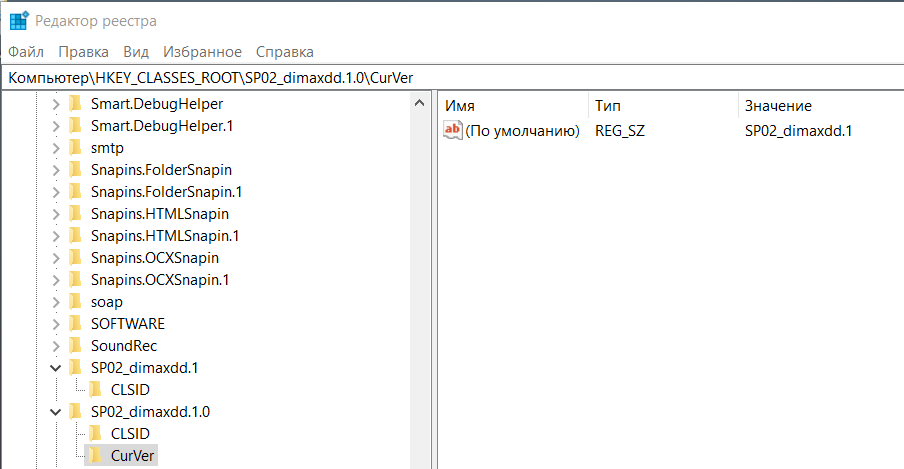 Редактор реестра
Файл Правка Вид Избранное Справка
Компьютер\HKEY_CLASSES_ROOT\SP02_dimaxdd.1.0\CurVer
Smart.DebugHelper
Smart.DebugHelper.1
smtp
Snapins.FolderSnapin
Snapins.FolderSnapin.1
Snapins.HTMLSnapin
Snapins.HTMLSnapin.1
Snapins.OCXSnapin
Snapins.OCXSnapin.1
soap
SOFTWARE
SoundRec
SP02_dimaxdd.1
CLSID
SP02_dimaxdd.1.0
CLSID
CurVer
Имя Тип Значение
ab (По умолчанию) REG_SZ SP02_dimaxdd.1